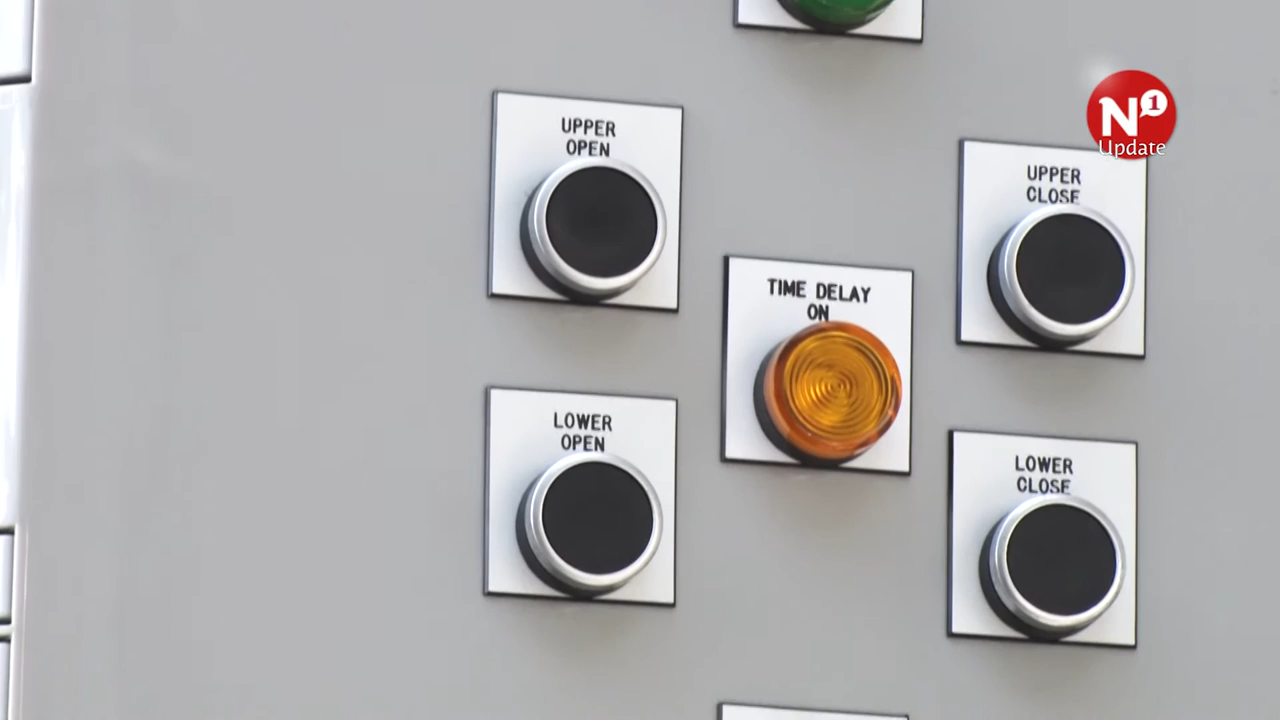 UPPER
OPEN
N1
Update
UPPER
CLOSE
TIME DELAY
ON
LOWER
OPEN
LOWER
CLOSE